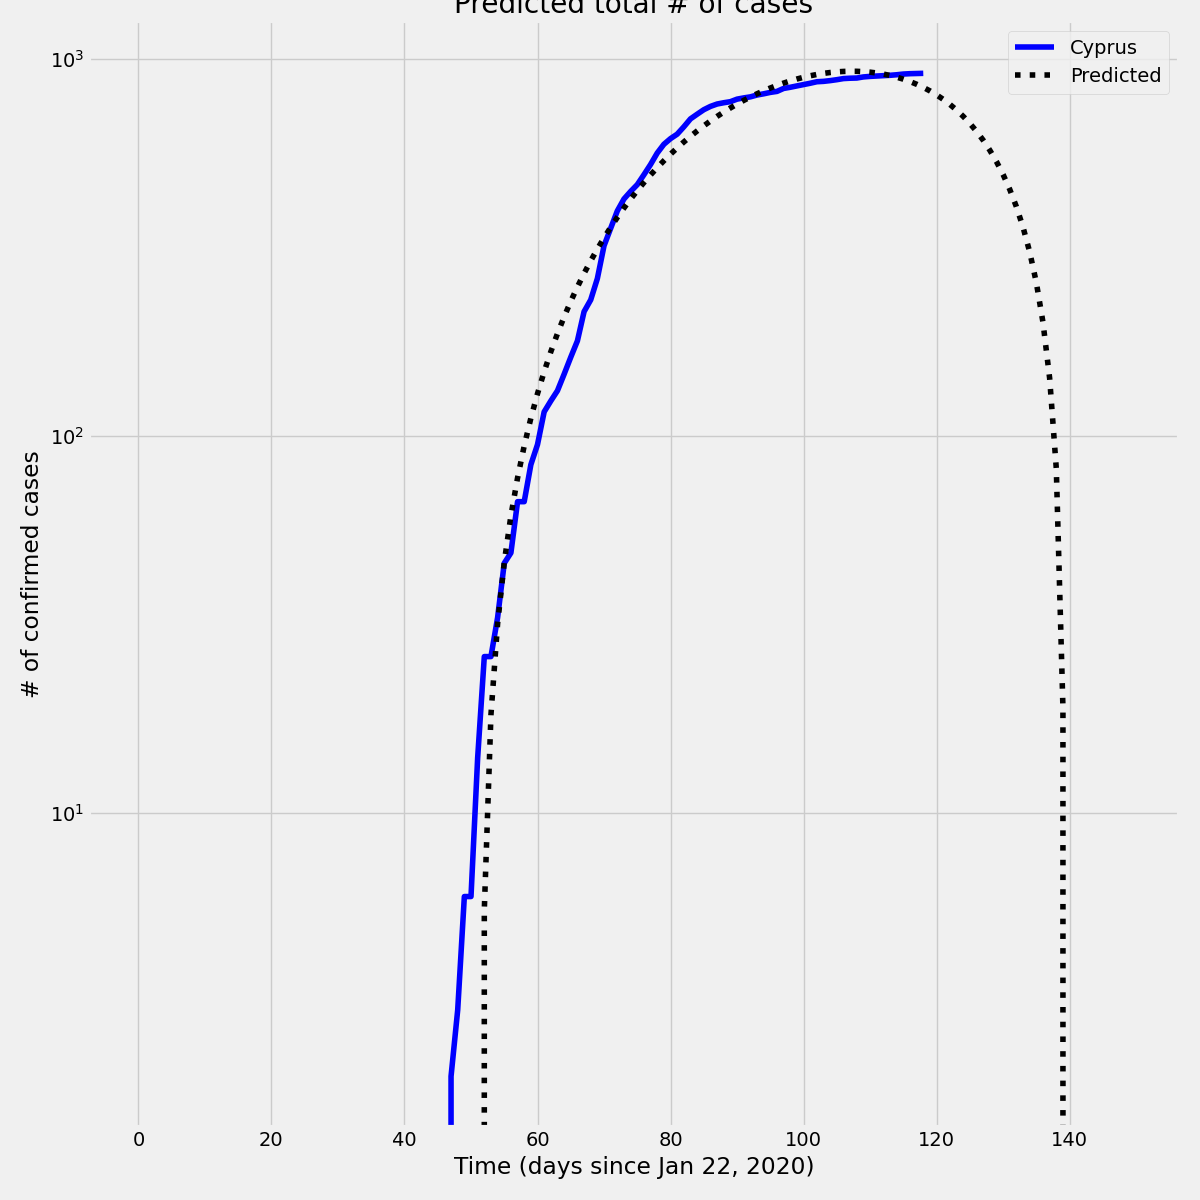 Predicted total # of cases
Cyprus
Predicted
10³
10²
10¹
# of confirmed cases
0 20 40 60 80 100 120 140
Time (days since Jan 22, 2020)